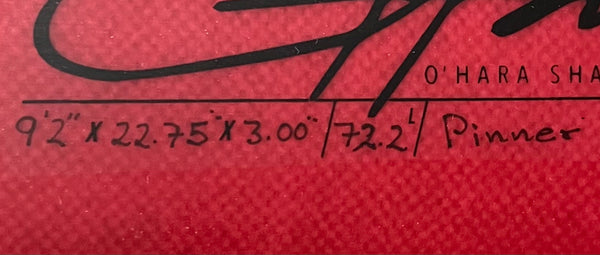 O'HARA SHA
9'2" x 22.75" x 3.00" / 72.2L / Pinner